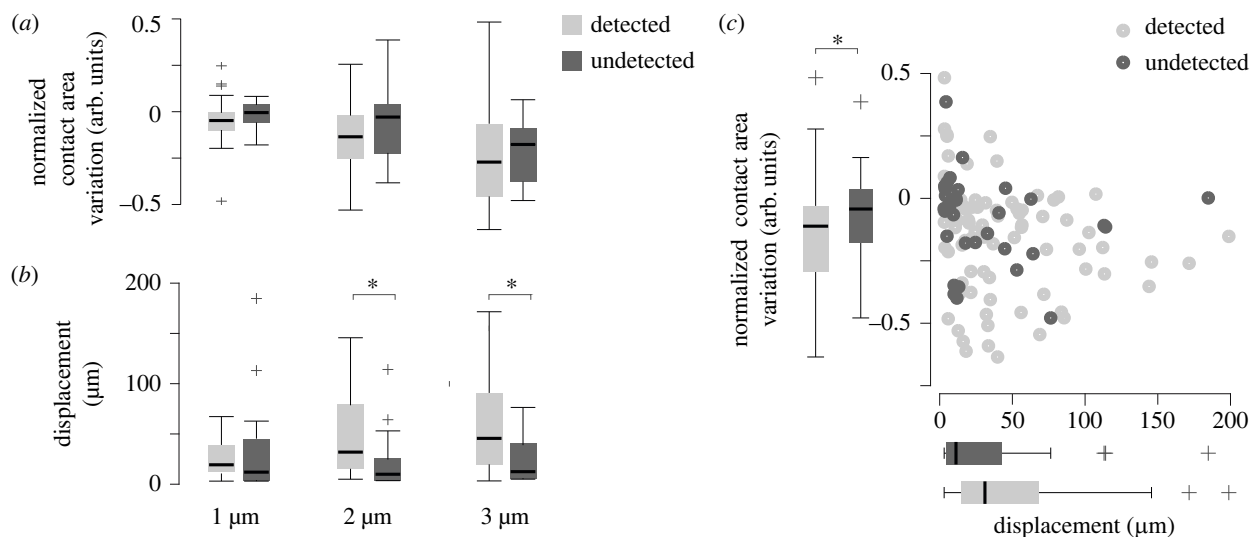 (a)
0.5
0
–0.5
normalized
contact area
variation (arb. units)
detected
undetected
(b)
200
100
0
displacement
(µm)
*
*
1 µm
2 µm
3 µm
(c)
*
normalized contact area
variation (arb. units)
0.5
0
–0.5
detected
undetected
0
50
100
150
200
displacement (µm)